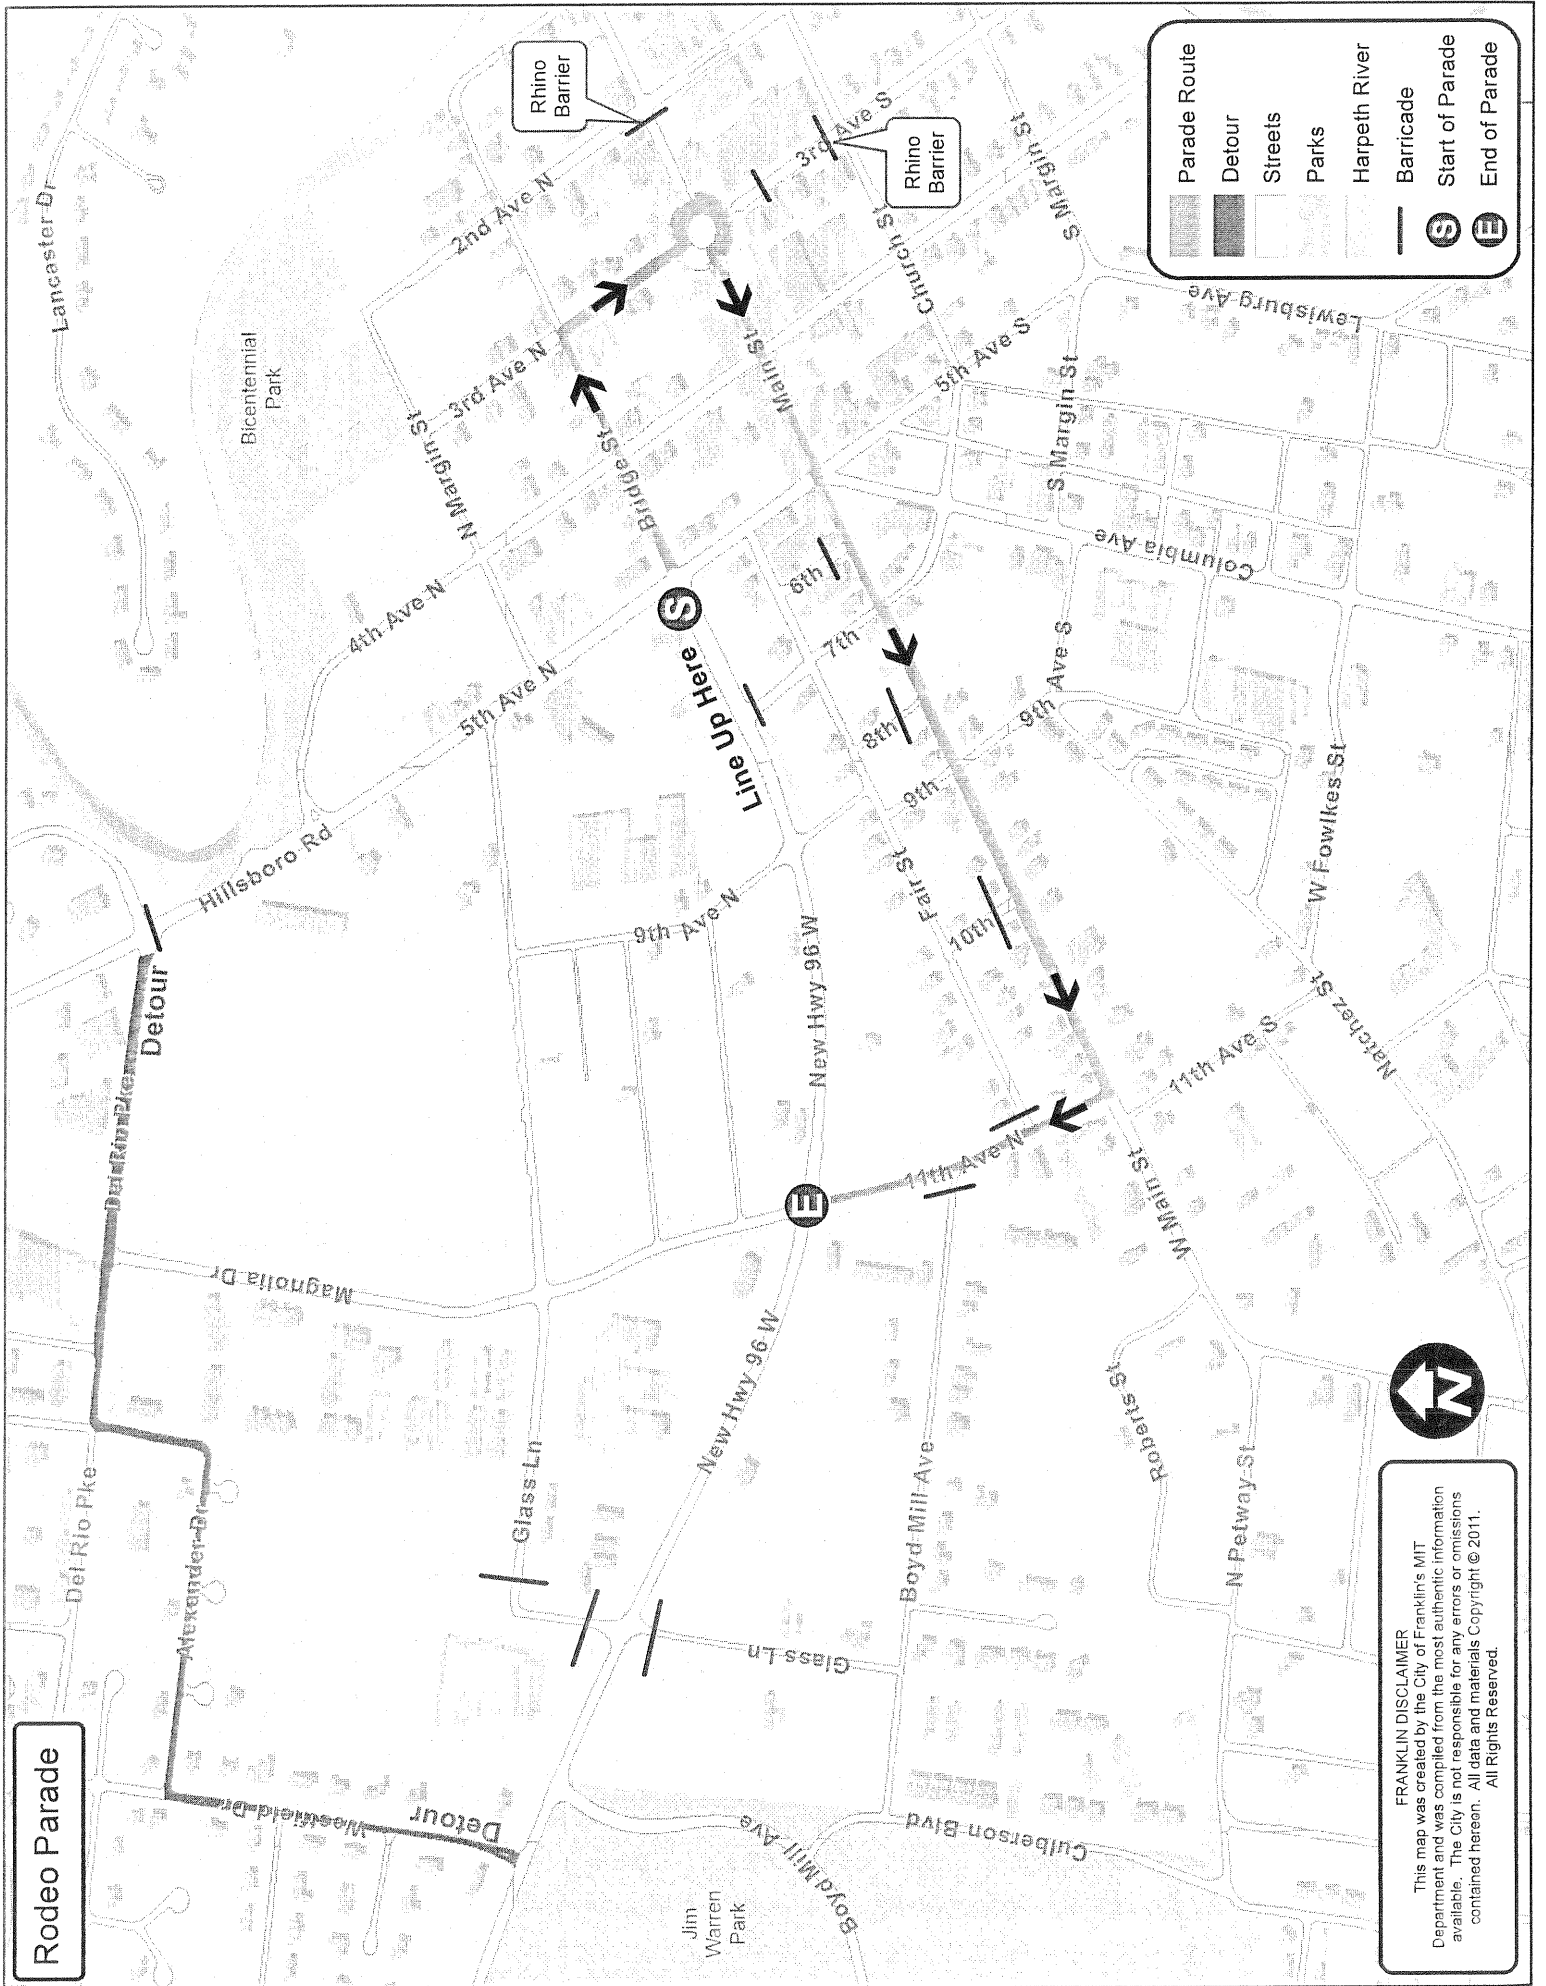 Rodeo Parade
Lancaster Dr
Bicentennial
Park
Rhino
Barrier
2nd Ave N
3rd Ave N
N Margin St
4th Ave N
5th Ave N
Bridge St
Hillsboro Rd
Detour
Del Rio Pke
Del Rio Pke
Alexander Dr
Westfield Dr
Detour
Magnolia Dr
Glass Ln
Glass Ln
S
Line Up Here
9th Ave N
New Hwy 96 W
New Hwy 96 W
E
11th Ave N
Fair St
6th
7th
8th
9th
10th
Main St
3rd Ave S
Rhino
Barrier
Church St
5th Ave S
S Margin St
S Margin St
Lewisburg Ave
Columbia Ave
9th Ave S
W Fowlkes St
Natchez St
11th Ave S
W Main St
Boyd Mill Ave
Boyd Mill Ave
Roberts St
N Petway St
Culberson Blvd
Jim
Warren
Park
Parade Route
Detour
Streets
Parks
Harpeth River
Barricade
S Start of Parade
E End of Parade
N
FRANKLIN DISCLAIMER
This map was created by the City of Franklin's MIT
Department and was compiled from the most authentic information
available. The City is not responsible for any errors or omissions
contained hereon. All data and materials Copyright © 2011.
All Rights Reserved.